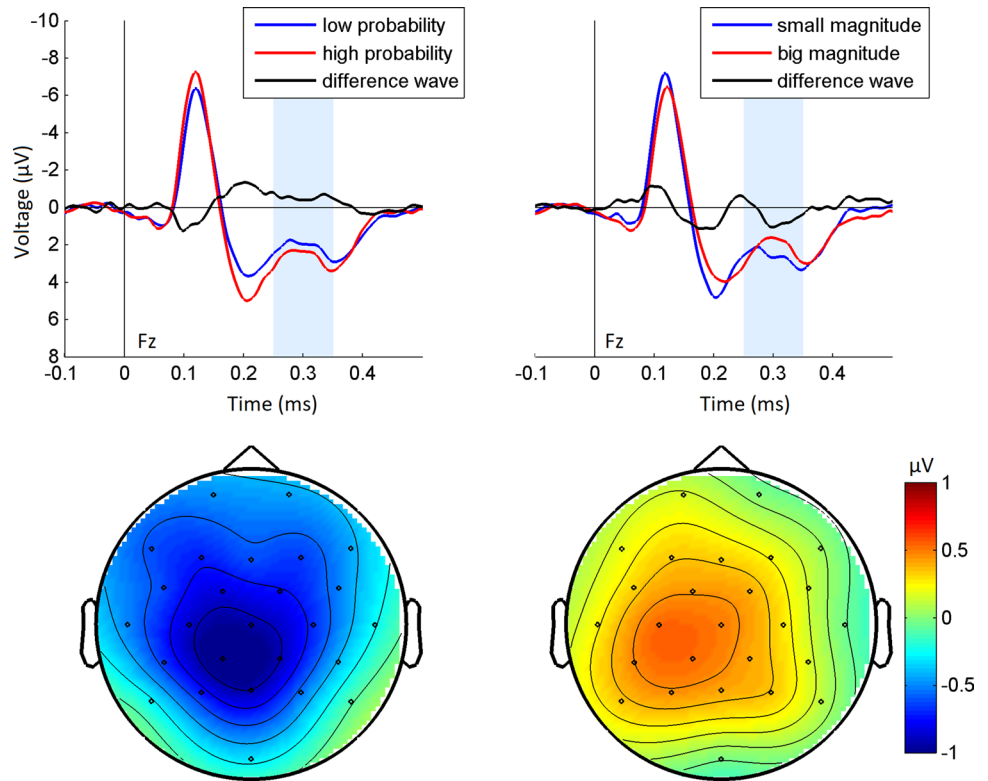 low probability
high probability
difference wave
-10
-8
-6
-4
-2
0
2
4
6
8
Voltage (µV)
Fz
-0.1
0
0.1
0.2
0.3
0.4
Time (ms)
small magnitude
big magnitude
difference wave
Fz
-0.1
0
0.1
0.2
0.3
0.4
Time (ms)
µV
1
0.5
0
-0.5
-1